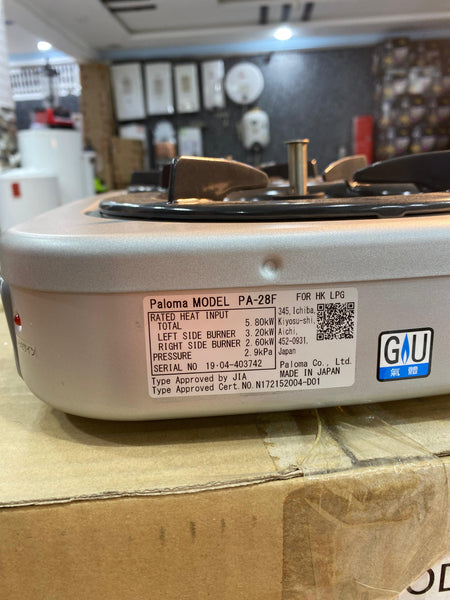 Paloma MODEL PA-28F FOR HK LPG
RATED HEAT INPUT
TOTAL 5.80kW
LEFT SIDE BURNER 3.20kW
RIGHT SIDE BURNER 2.60kW
PRESSURE 2.9kPa
SERIAL NO 19-04-403742
345, Ichiba,
Kiyosu-shi,
Aichi,
452-0931,
Japan
Paloma Co., Ltd.
MADE IN JAPAN
Type Approved by JIA
Type Approved Cert.NO.N172152004-D01
GU
氣體
OD